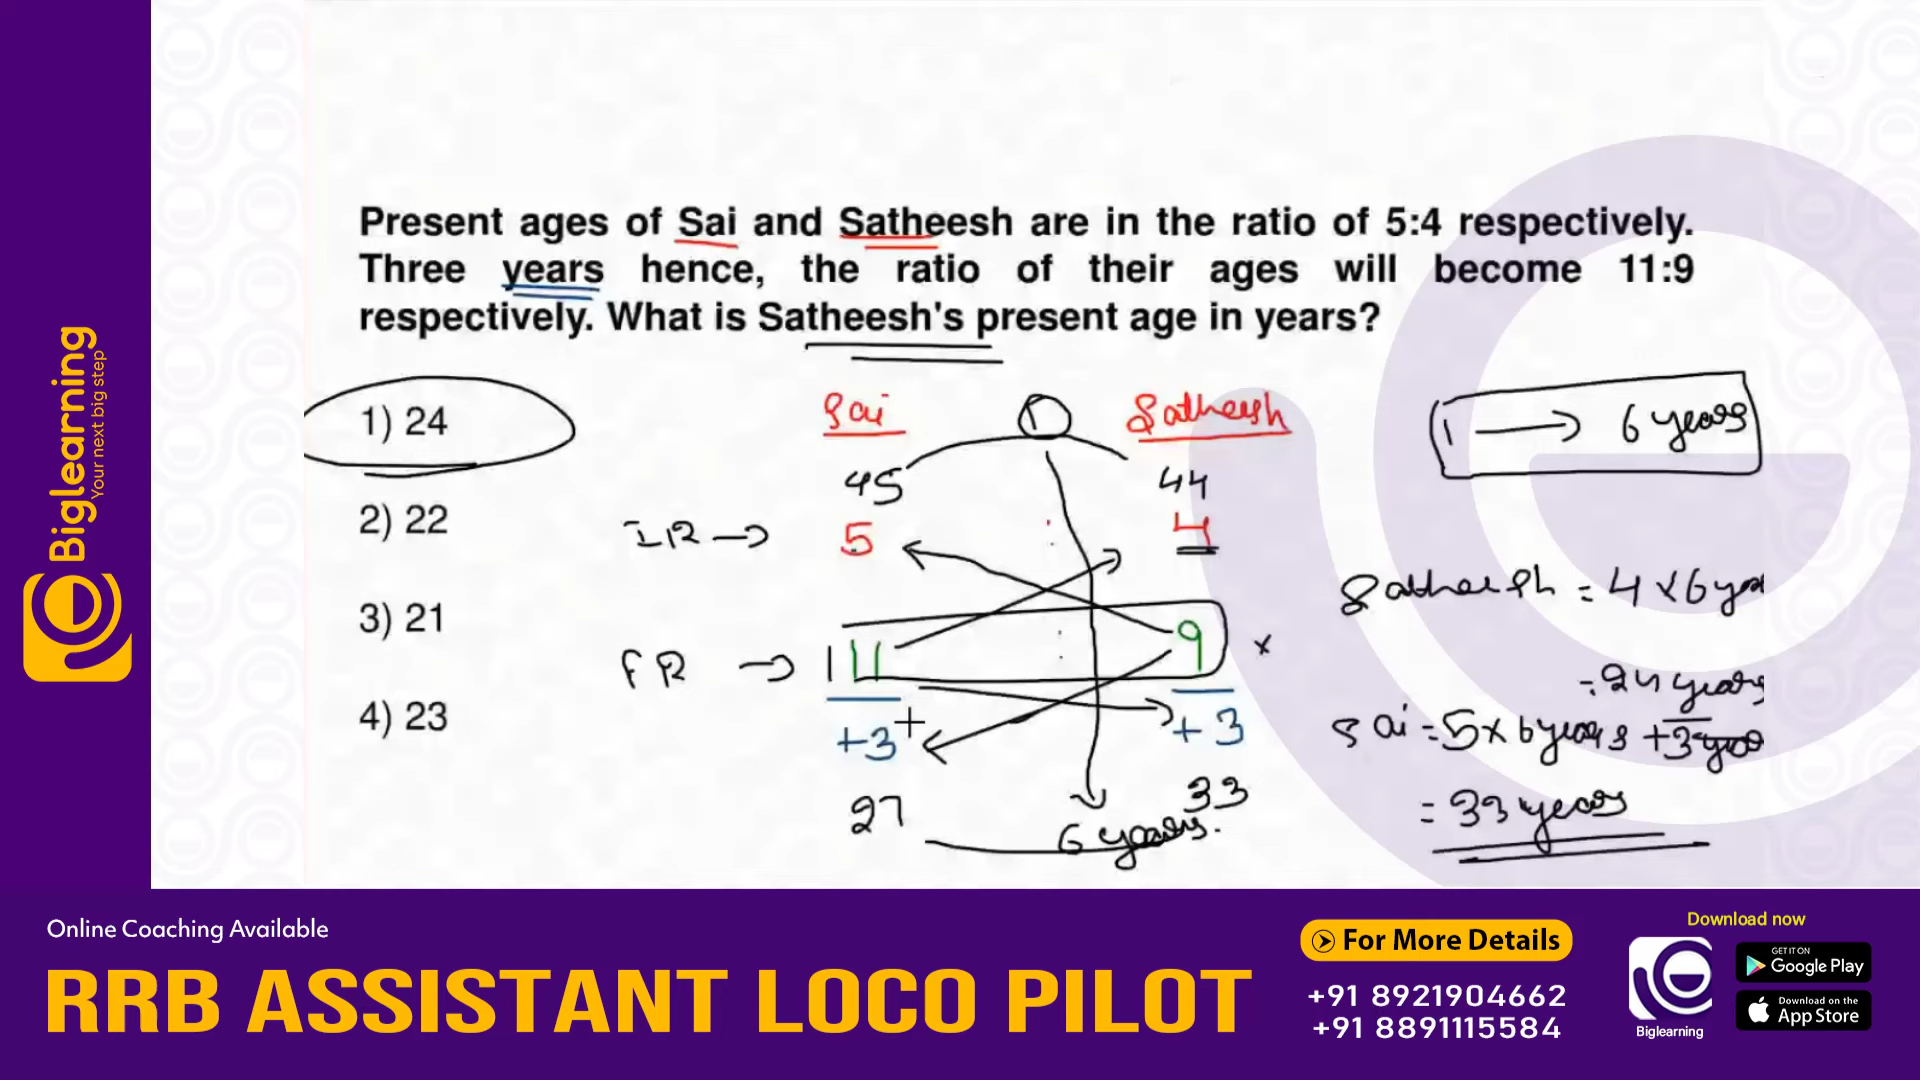 Present ages of Sai and Satheesh are in the ratio of 5:4 respectively.
Three years hence, the ratio of their ages will become 11:9
respectively. What is Satheesh's present age in years?
1) 24
2) 22
3) 21
4) 23
Sai
1
Satheesh
45
44
IR →
5
4
FR →
11
9
×
+3
+
+3
27
33
6 years.
1 → 6 years
Satheesh = 4 × 6
= 24 years
Sai = 5 × 6 years + 3
= 33 years
Biglearning
Your next big step
Online Coaching Available
RRB ASSISTANT LOCO PILOT
For More Details
+91 8921904662
+91 8891115584
Download now
Biglearning
GET IT ON
Google Play
Download on the
App Store